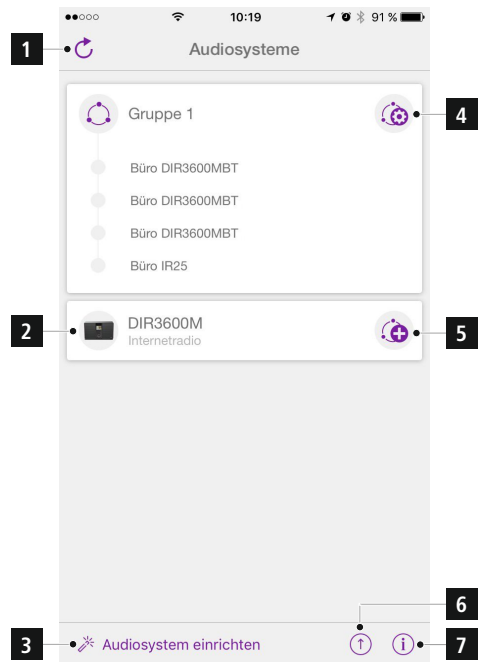 10:19
91 %
1
Audiosysteme
Gruppe 1
4
Büro DIR3600MBT
Büro DIR3600MBT
Büro DIR3600MBT
Büro IR25
2
DIR3600M
Internetradio
5
6
3
Audiosystem einrichten
i
7